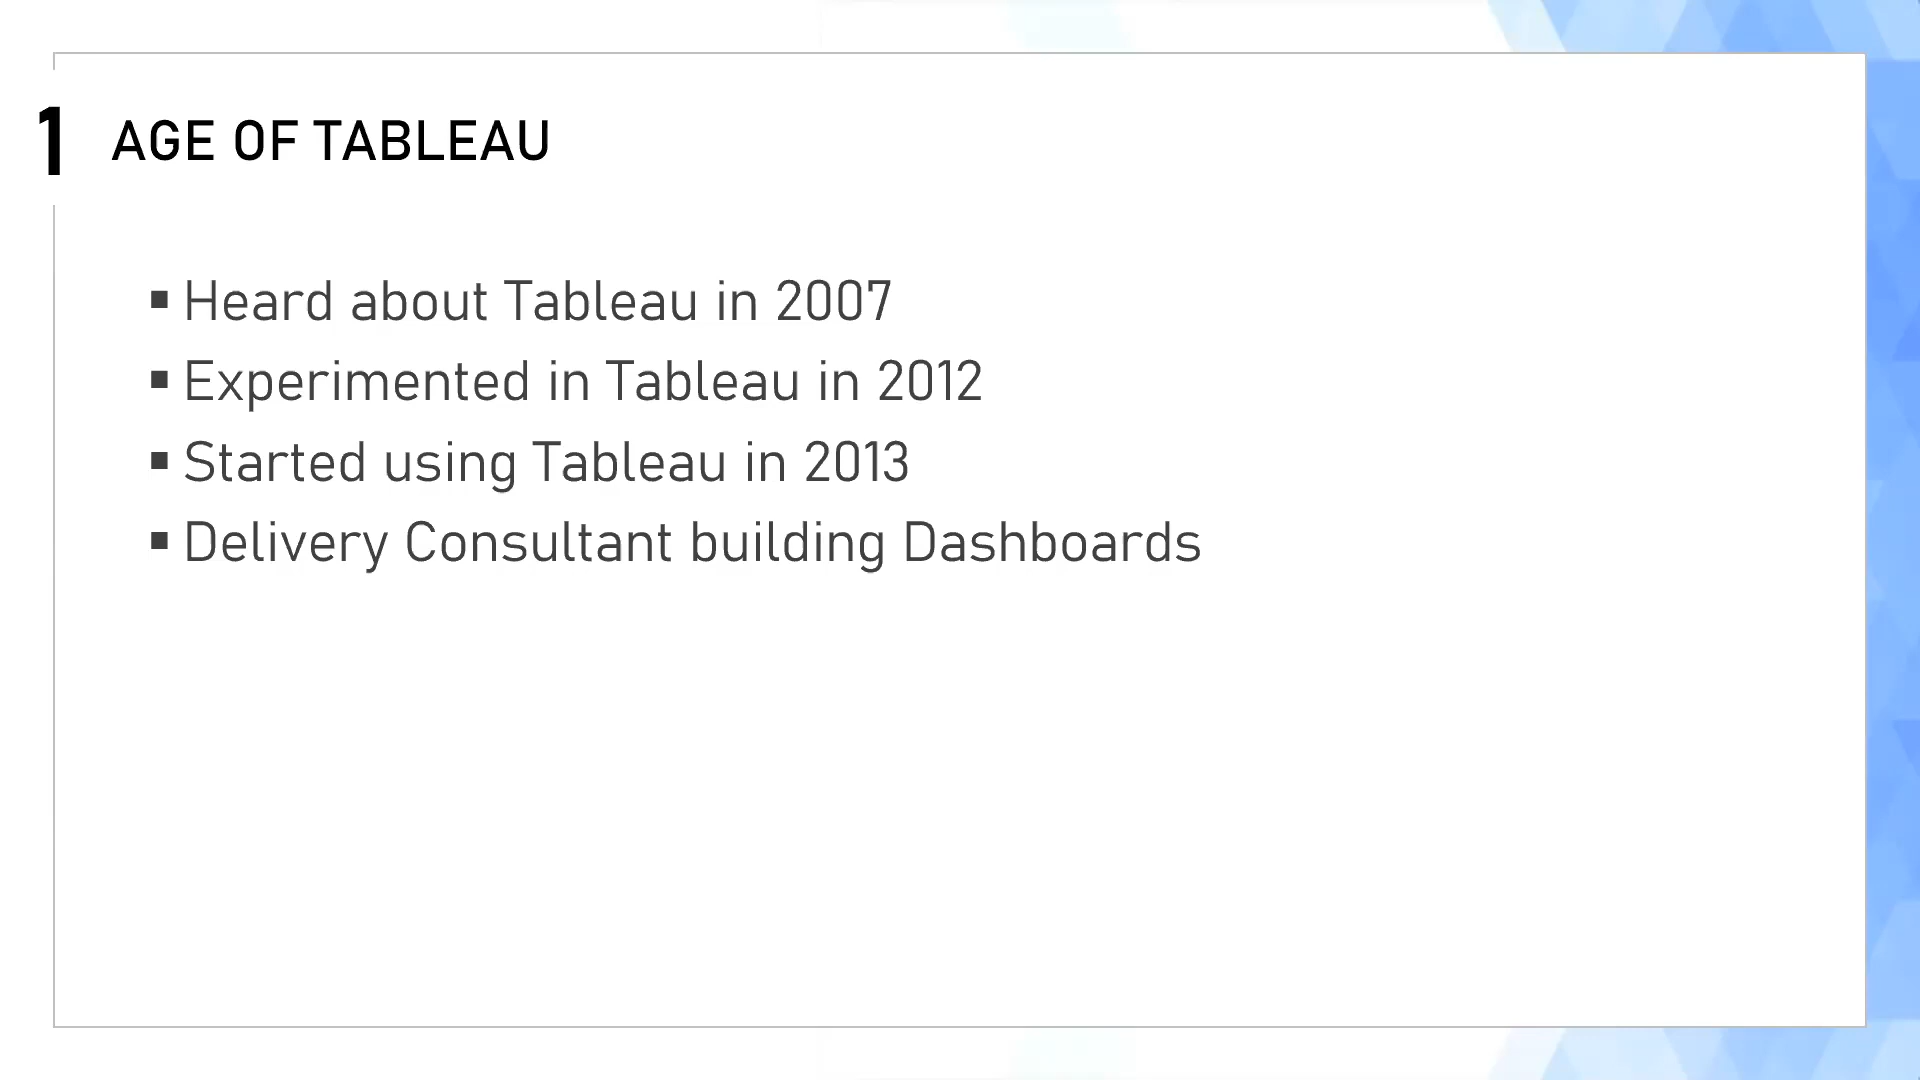 1 AGE OF TABLEAU
▪ Heard about Tableau in 2007
▪ Experimented in Tableau in 2012
▪ Started using Tableau in 2013
▪ Delivery Consultant building Dashboards